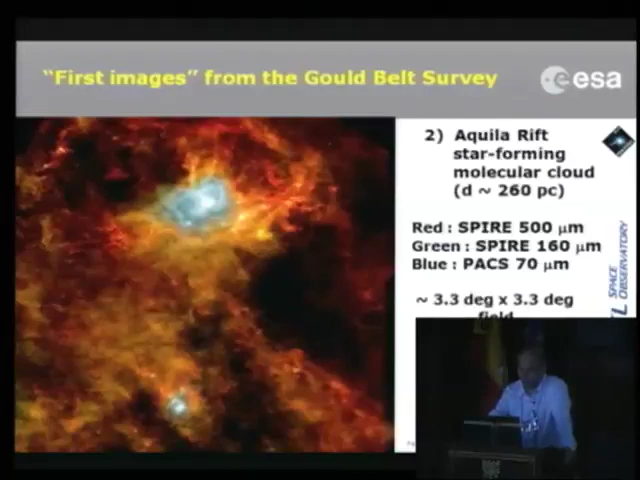 “First images” from the Gould Belt Survey
esa
2) Aquila Rift
star-forming
molecular cloud
(d ~ 260 pc)
Red : SPIRE 500 μm
Green : SPIRE 160 μm
Blue : PACS 70 μm
~ 3.3 deg x 3.3 deg
field
SPACE
OBSERVATORY